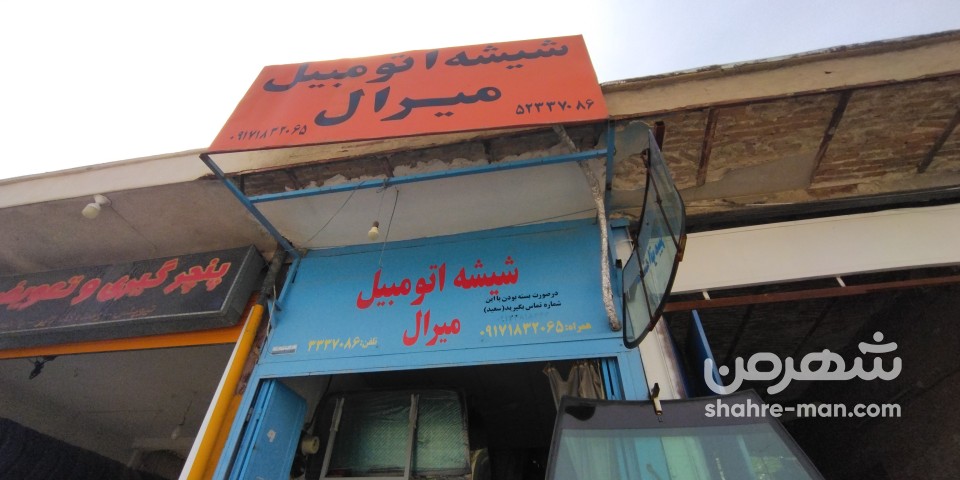 شیشه اتومبیل
میرال
۵۲۳۳۷۰۸۶
۰۹۱۷۱۸۳۲۰۶۵
پنچرگیری و تعویض
شیشه اتومبیل
میرال
درصورت بسته بودن با این
شماره تماس بگیرید(سعید)
همراه: ۰۹۱۷۱۸۳۲۰۶۵
تلفن: ۳۳۳۷۰۸۶
شهرمن
shahre-man.com